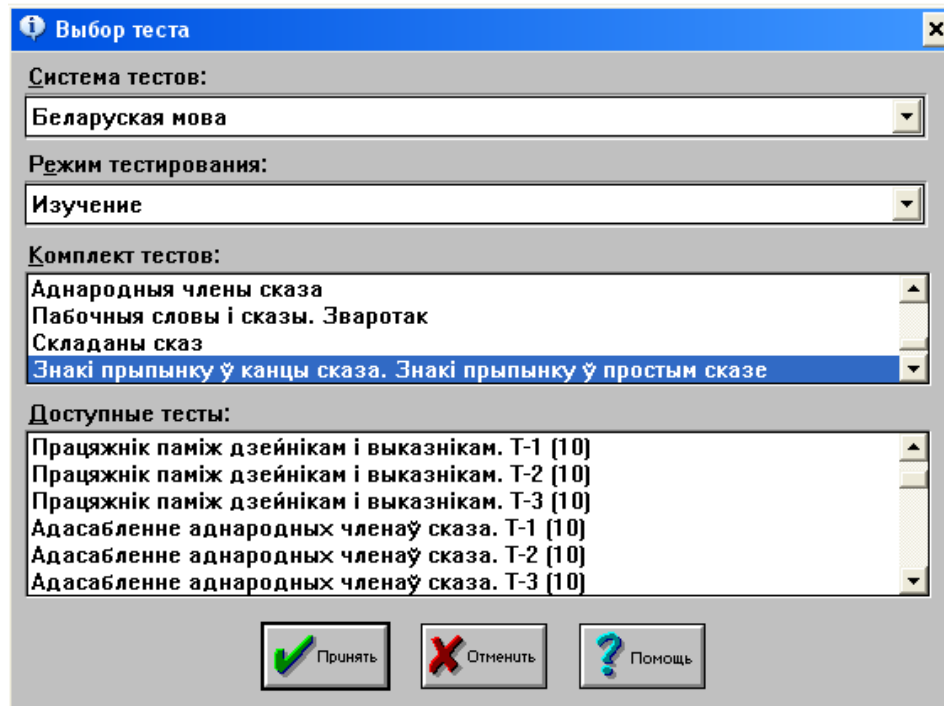 Выбор теста
Система тестов:
Беларуская мова
Режим тестирования:
Изучение
Комплект тестов:
Аднародныя члены сказа
Пабочныя словы і сказы. Зваротак
Складаны сказ
Знакі прыпынку ў канцы сказа. Знакі прыпынку ў простым сказе
Доступные тесты:
Працяжнік паміж дзейнікам і выказнікам. Т-1 (10)
Працяжнік паміж дзейнікам і выказнікам. Т-2 (10)
Працяжнік паміж дзейнікам і выказнікам. Т-3 (10)
Адасабленне аднародных членаў сказа. Т-1 (10)
Адасабленне аднародных членаў сказа. Т-2 (10)
Адасабленне аднародных членаў сказа. Т-3 (10)
Принять Отменить Помощь